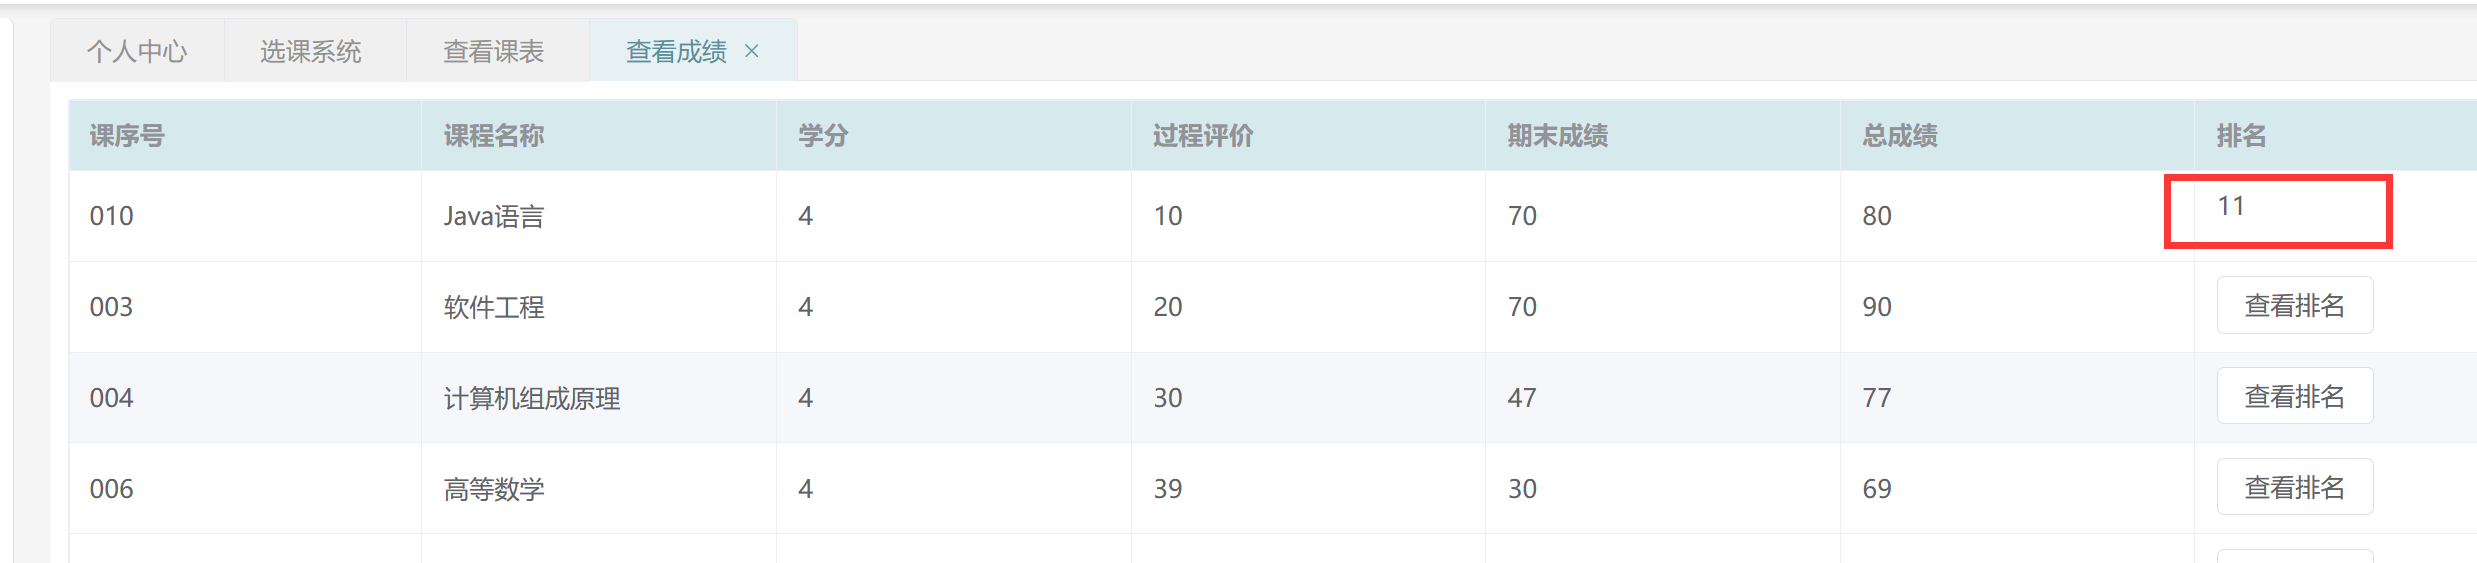 个人中心 选课系统 查看课表 查看成绩 ×
课序号 课程名称 学分 过程评价 期末成绩 总成绩 排名
010 Java语言 4 10 70 80 11
003 软件工程 4 20 70 90 查看排名
004 计算机组成原理 4 30 47 77 查看排名
006 高等数学 4 39 30 69 查看排名